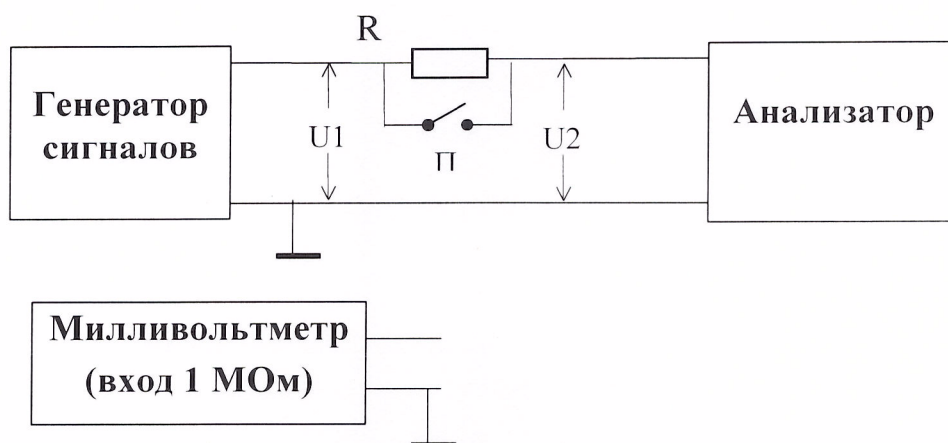 R
Генератор
сигналов
U1
П
U2
Анализатор
Милливольтметр
(вход 1 МОм)